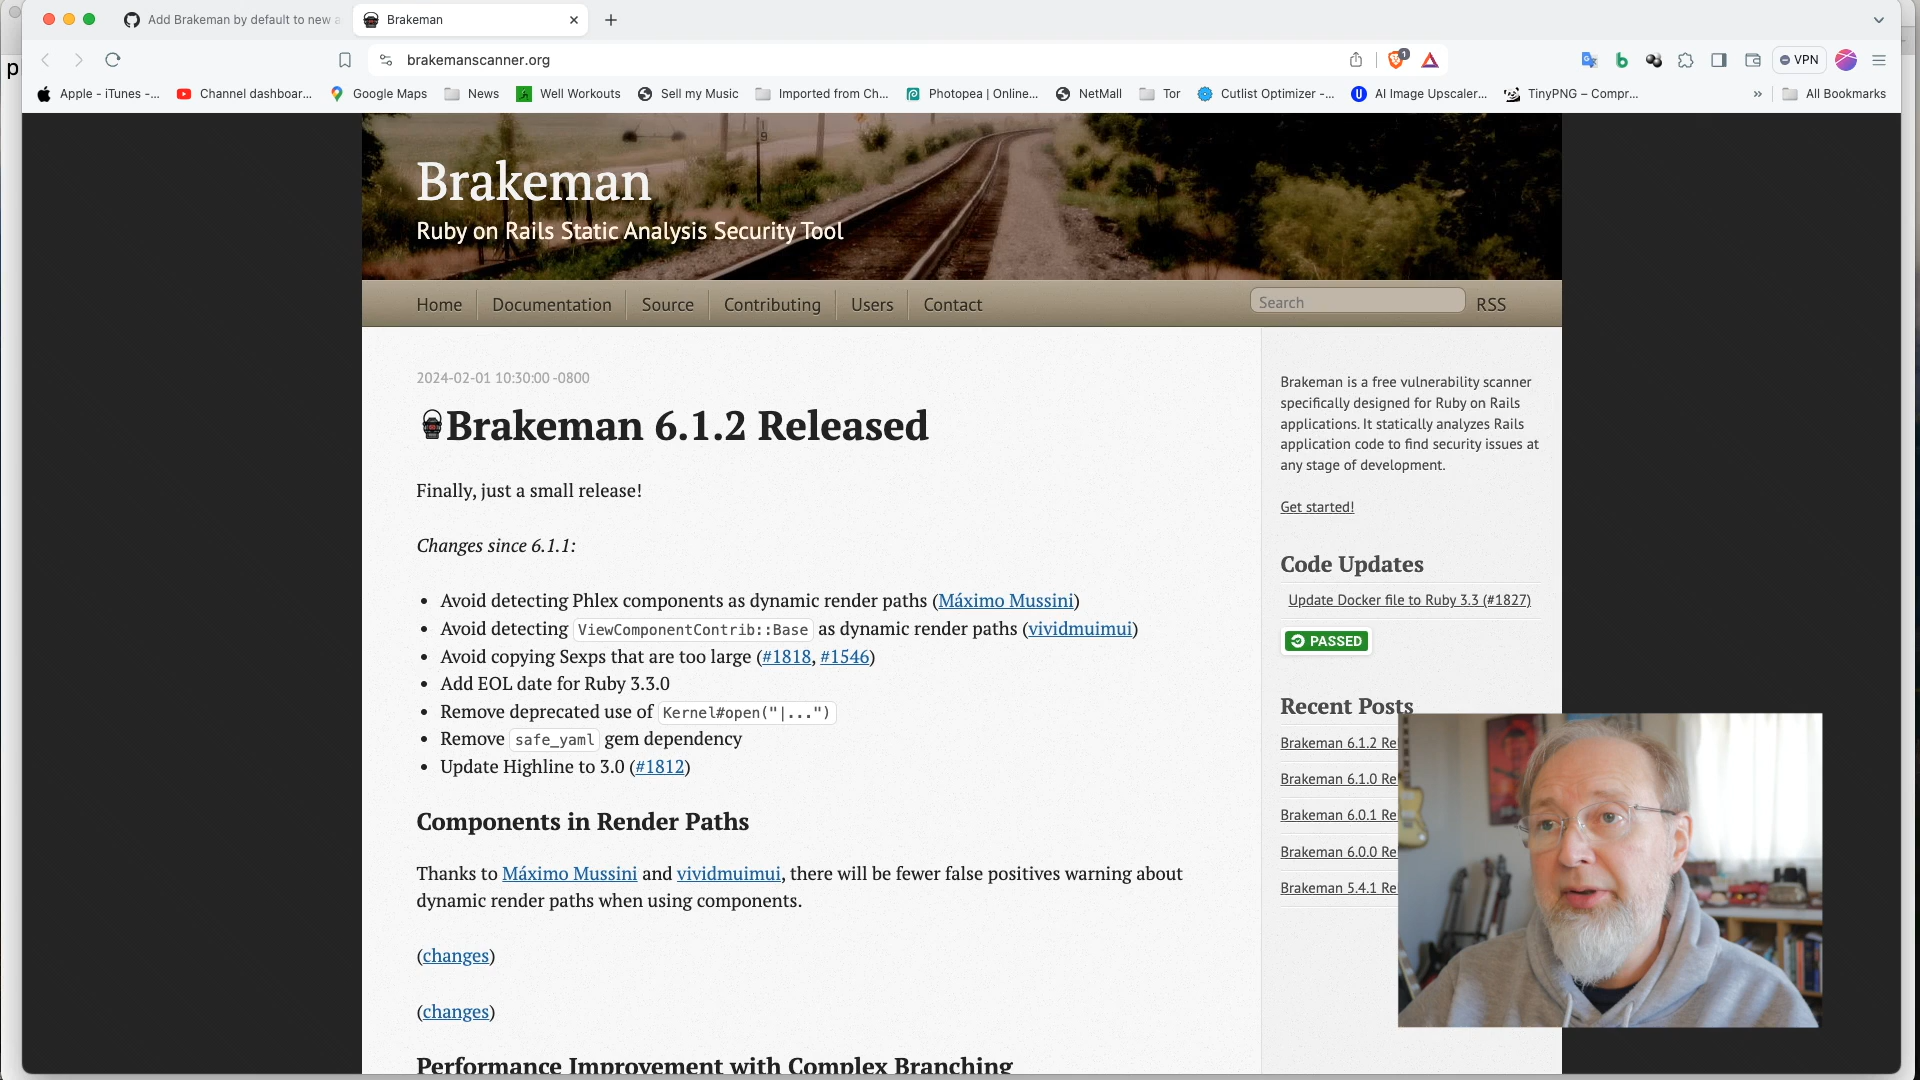 Add Brakeman by default to new a
Brakeman
p
brakemanscanner.org
1
VPN
Apple - iTunes -...
Channel dashboar...
Google Maps
News
Well Workouts
Sell my Music
Imported from Ch...
Photopea | Online...
NetMall
Tor
Cutlist Optimizer -...
AI Image Upscaler...
TinyPNG – Compr...
»
All Bookmarks
Brakeman
Ruby on Rails Static Analysis Security Tool
Home
Documentation
Source
Contributing
Users
Contact
Search
RSS
2024-02-01 10:30:00 -0800
Brakeman 6.1.2 Released
Finally, just a small release!
Changes since 6.1.1:
• Avoid detecting Phlex components as dynamic render paths (Máximo Mussini)
• Avoid detecting ViewComponentContrib::Base as dynamic render paths (vividmuimui)
• Avoid copying Sexps that are too large (#1818, #1546)
• Add EOL date for Ruby 3.3.0
• Remove deprecated use of Kernel#open("|...")
• Remove safe_yaml gem dependency
• Update Highline to 3.0 (#1812)
Components in Render Paths
Thanks to Máximo Mussini and vividmuimui, there will be fewer false positives warning about
dynamic render paths when using components.
(changes)
(changes)
Performance Improvement with Complex Branching
Brakeman is a free vulnerability scanner
specifically designed for Ruby on Rails
applications. It statically analyzes Rails
application code to find security issues at
any stage of development.
Get started!
Code Updates
Update Docker file to Ruby 3.3 (#1827)
PASSED
Recent Posts
Brakeman 6.1.2 Re
Brakeman 6.1.0 Re
Brakeman 6.0.1 Re
Brakeman 6.0.0 Re
Brakeman 5.4.1 Re